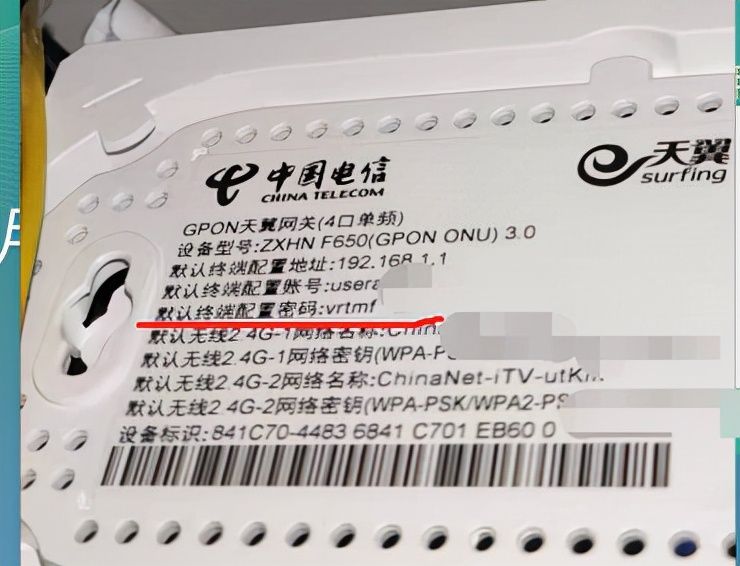 中国电信
CHINA TELECOM
天翼
surfing
GPON天翼网关(4口单频)
设备型号:ZXHN F650(GPON ONU) 3.0
默认终端配置地址:192.168.1.1
默认终端配置账号:usera
默认终端配置密码:vrtmf
默认无线2.4G-1网络名称:China
默认无线2.4G-1网络密钥(WPA-P
默认无线2.4G-2网络名称:ChinaNet-iTV-utK
默认无线2.4G-2网络密钥(WPA-PSK/WPA2-PS
设备标识:841C70-4483 6841 C701 EB60 0